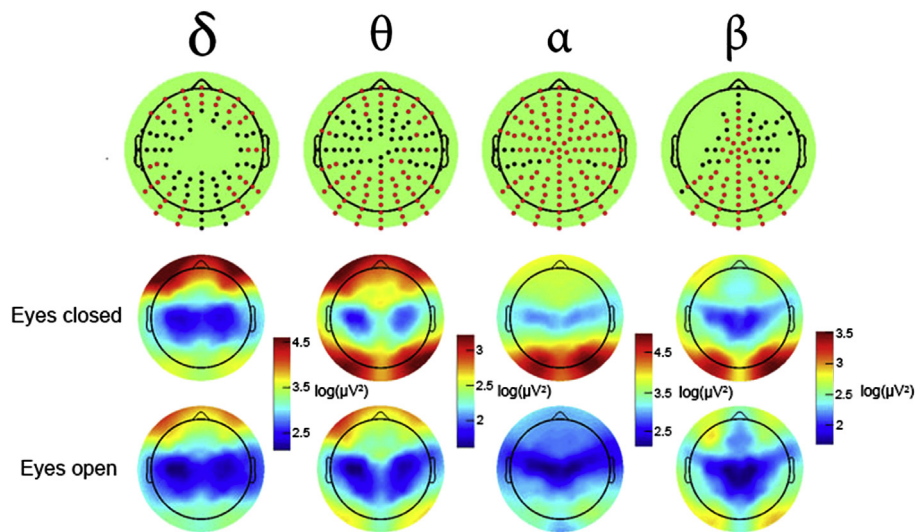 δ θ α β
Eyes closed
4.5
3.5
2.5
log(μV²)
3
2.5
2
log(μV²)
4.5
3.5
2.5
log(μV²)
3.5
3
2.5
2
log(μV²)
Eyes open